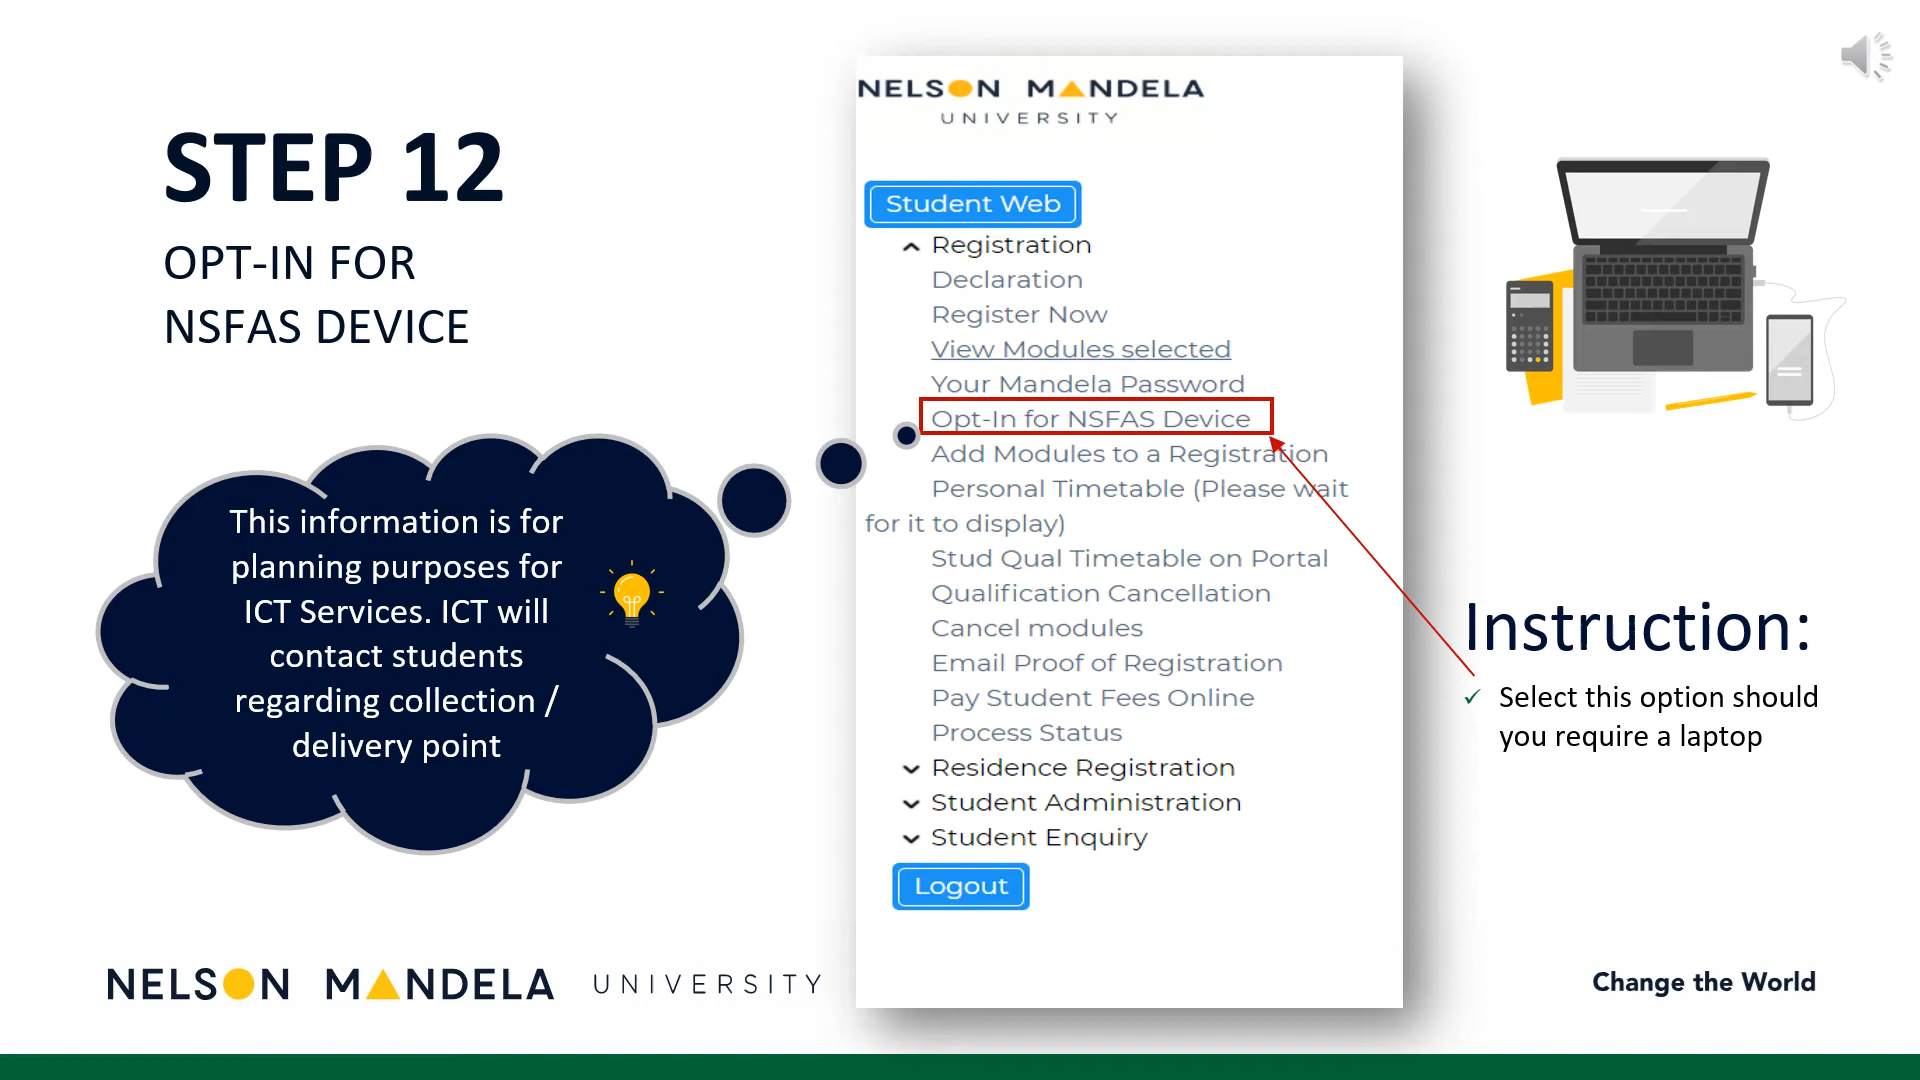 STEP 12
OPT-IN FOR
NSFAS DEVICE
This information is for
planning purposes for
ICT Services. ICT will
contact students
regarding collection /
delivery point
NELSON MANDELA
UNIVERSITY
Student Web
Registration
Declaration
Register Now
View Modules selected
Your Mandela Password
Opt-In for NSFAS Device
Add Modules to a Registration
Personal Timetable (Please wait
for it to display)
Stud Qual Timetable on Portal
Qualification Cancellation
Cancel modules
Email Proof of Registration
Pay Student Fees Online
Process Status
Residence Registration
Student Administration
Student Enquiry
Logout
Instruction:
✓ Select this option should
you require a laptop
NELSON MANDELA UNIVERSITY
Change the World